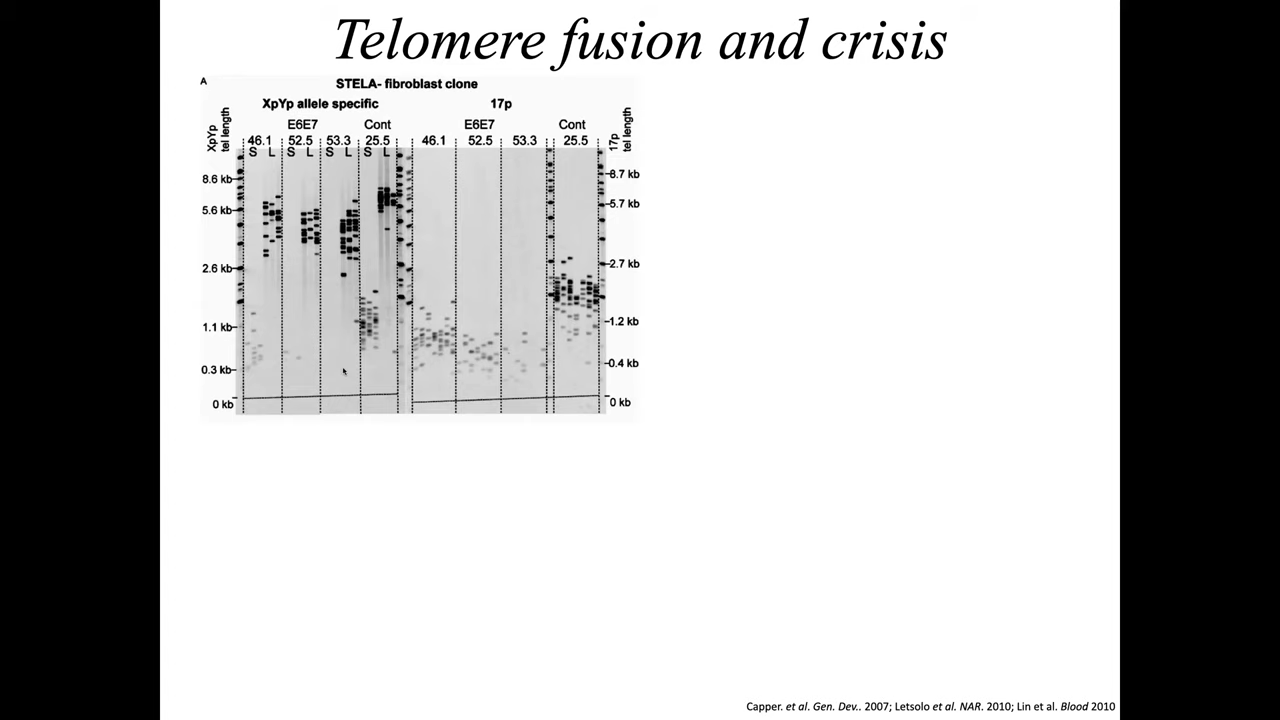 Telomere fusion and crisis
A
STELA- fibroblast clone
XpYp allele specific
17p
XpYp
tel length
E6E7
Cont
E6E7
Cont
17p
tel length
46.1
52.5
53.3
25.5
46.1
52.5
53.3
25.5
S L S L S L S L
8.6 kb
5.6 kb
2.6 kb
1.1 kb
0.3 kb
0 kb
8.7 kb
5.7 kb
2.7 kb
1.2 kb
0.4 kb
0 kb
Capper. et al. Gen. Dev.. 2007; Letsolo et al. NAR. 2010; Lin et al. Blood 2010